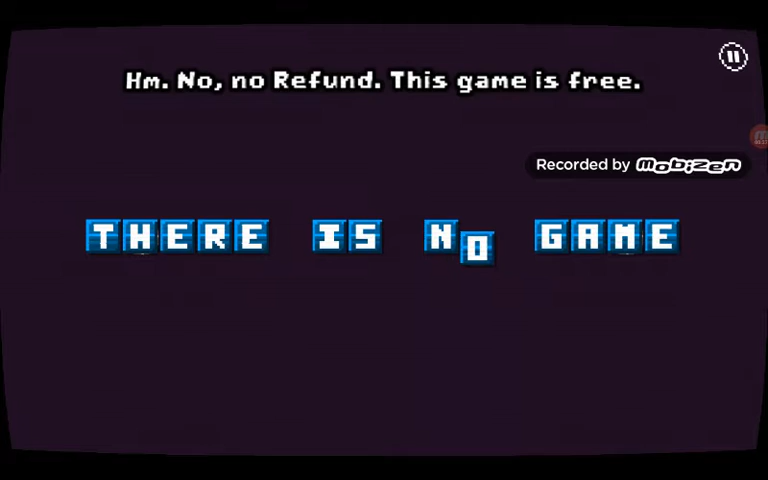 Hm. No, no Refund. This game is free.
Recorded by mobizen
THERE IS NO GAME